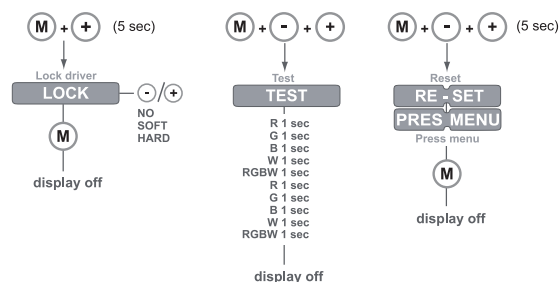 M + + (5 sec)
Lock driver
LOCK
- / +
NO
SOFT
HARD
M
display off
M + - + +
Test
TEST
R 1 sec
G 1 sec
B 1 sec
W 1 sec
RGBW 1 sec
R 1 sec
G 1 sec
B 1 sec
W 1 sec
RGBW 1 sec
display off
M + - + + (5 sec)
Reset
RE - SET
PRES MENU
Press menu
M
display off